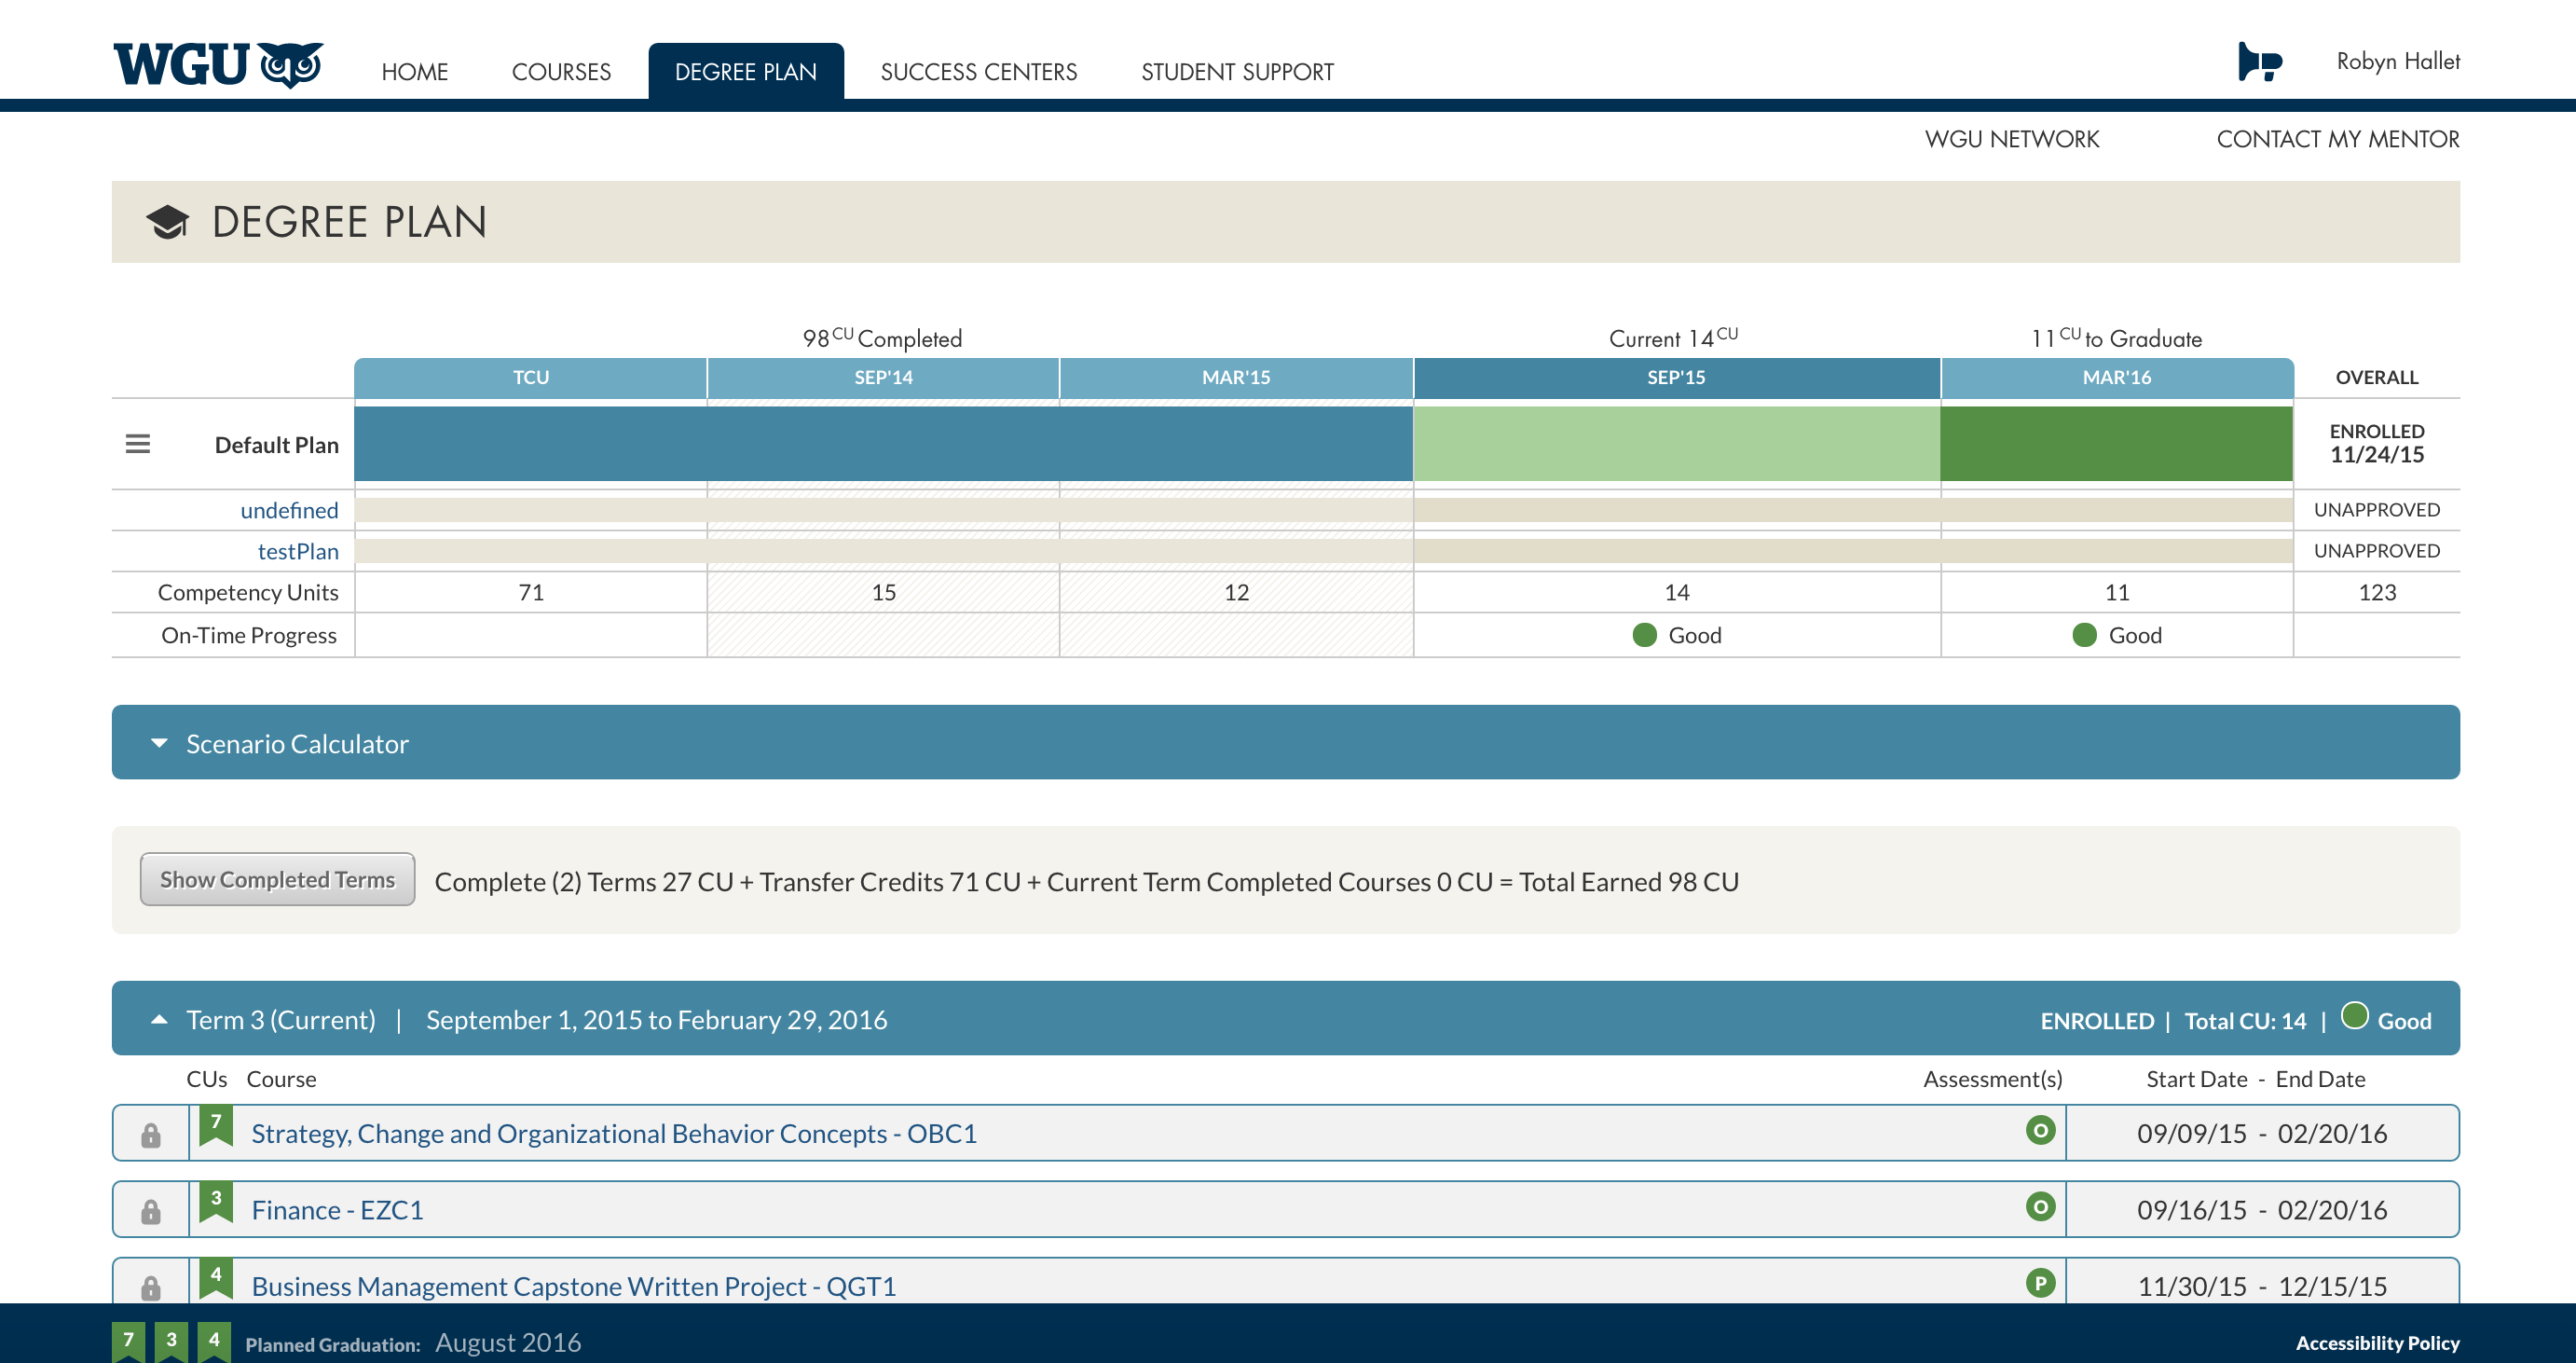 WGU HOME COURSES DEGREE PLAN SUCCESS CENTERS STUDENT SUPPORT Robyn Hallet
WGU NETWORK CONTACT MY MENTOR
DEGREE PLAN
98 CU Completed Current 14 CU 11 CU to Graduate
TCU SEP'14 MAR'15 SEP'15 MAR'16 OVERALL
Default Plan ENROLLED
11/24/15
undefined UNAPPROVED
testPlan UNAPPROVED
Competency Units 71 15 12 14 11 123
On-Time Progress Good Good
Scenario Calculator
Show Completed Terms Complete (2) Terms 27 CU + Transfer Credits 71 CU + Current Term Completed Courses 0 CU = Total Earned 98 CU
Term 3 (Current) | September 1, 2015 to February 29, 2016 ENROLLED | Total CU: 14 | Good
CUs Course Assessment(s) Start Date - End Date
7 Strategy, Change and Organizational Behavior Concepts - OBC1 O 09/09/15 - 02/20/16
3 Finance - EZC1 O 09/16/15 - 02/20/16
4 Business Management Capstone Written Project - QGT1 P 11/30/15 - 12/15/15
7 3 4 Planned Graduation: August 2016 Accessibility Policy